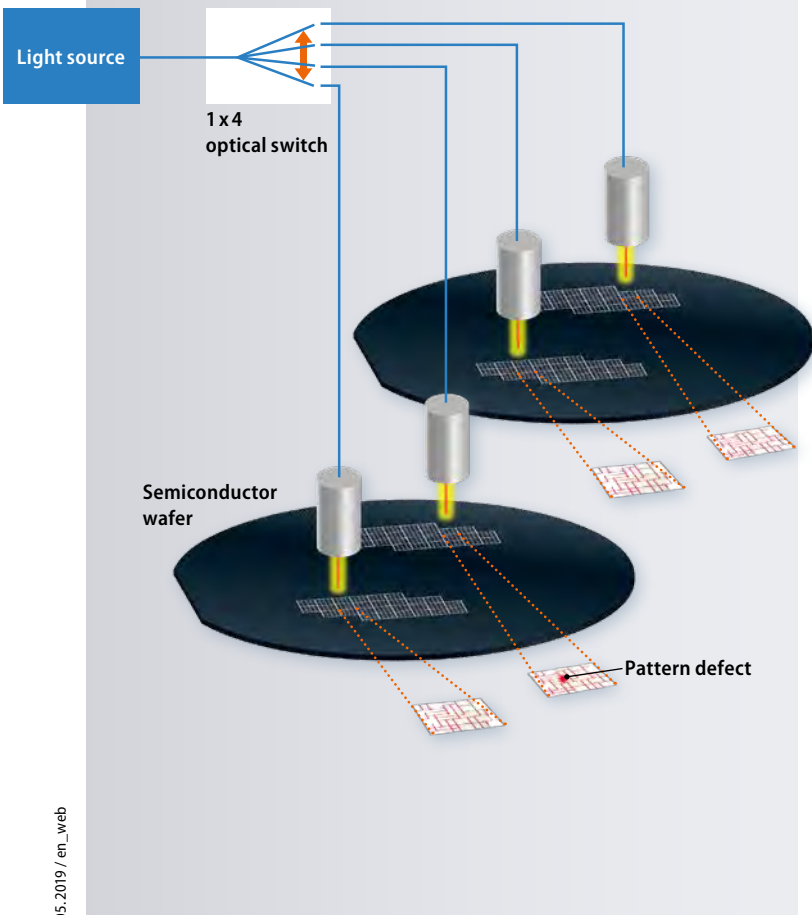 Light source
1 x 4
optical switch
Semiconductor
wafer
Pattern defect
05.2019 / en_web